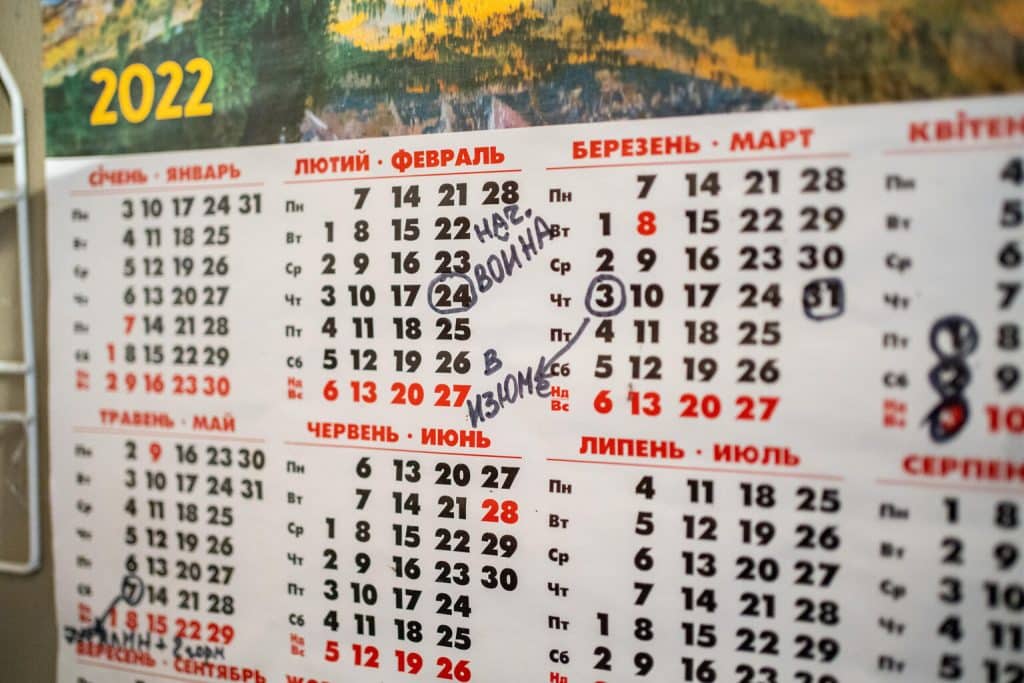 2022
СІЧЕНЬ · ЯНВАРЬ
Пн 3 10 17 24 31
Вт 4 11 18 25
Ср 5 12 19 26
Чт 6 13 20 27
Пт 7 14 21 28
Сб 1 8 15 22 29
Нд Вс 2 9 16 23 30
ЛЮТИЙ · ФЕВРАЛЬ
Пн 7 14 21 28
Вт 1 8 15 22
Ср 2 9 16 23
Чт 3 10 17 24
Пт 4 11 18 25
Сб 5 12 19 26
Нд Вс 6 13 20 27
НАЧ.
ВОЙНА
В
ИЗЮМЕ
БЕРЕЗЕНЬ · МАРТ
Пн 7 14 21 28
Вт 1 8 15 22 29
Ср 2 9 16 23 30
Чт 3 10 17 24 31
Пт 4 11 18 25
Сб 5 12 19 26
Нд Вс 6 13 20 27
КВІТЕН
Пн 4
Вт 5
Ср 6
Чт 7
Пт 1 8
Сб 2 9
Нд Вс 3 10
ТРАВЕНЬ · МАЙ
Пн 2 9 16 23 30
Вт 3 10 17 24 31
Ср 4 11 18 25
Чт 5 12 19 26
Пт 6 13 20 27
Сб 7 14 21 28
Нд Вс 1 8 15 22 29
ЧЕРВЕНЬ · ИЮНЬ
Пн 6 13 20 27
Вт 7 14 21 28
Ср 1 8 15 22 29
Чт 2 9 16 23 30
Пт 3 10 17 24
Сб 4 11 18 25
Нд Вс 5 12 19 26
ЛИПЕНЬ · ИЮЛЬ
Пн 4 11 18 25
Вт 5 12 19 26
Ср 6 13 20 27
Чт 7 14 21 28
Пт 1 8 15 22 29
Сб 2 9 16 23
СЕРПЕН
Пн 1 8
Вт 2 9
Ср 3 10
Чт 4 11
Пт 5 12
ВЕРЕСЕНЬ · СЕНТЯБРЬ